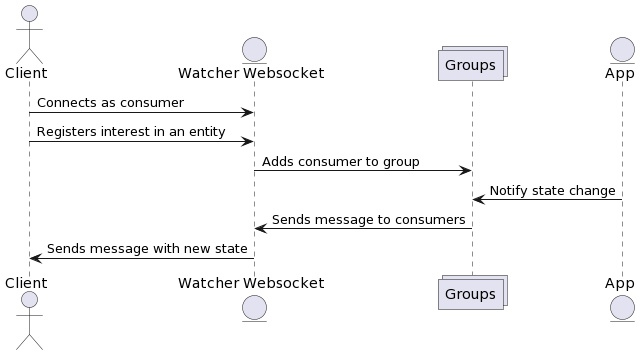 Client
Watcher Websocket
Groups
App
Connects as consumer
Registers interest in an entity
Adds consumer to group
Notify state change
Sends message to consumers
Sends message with new state
Client
Watcher Websocket
Groups
App